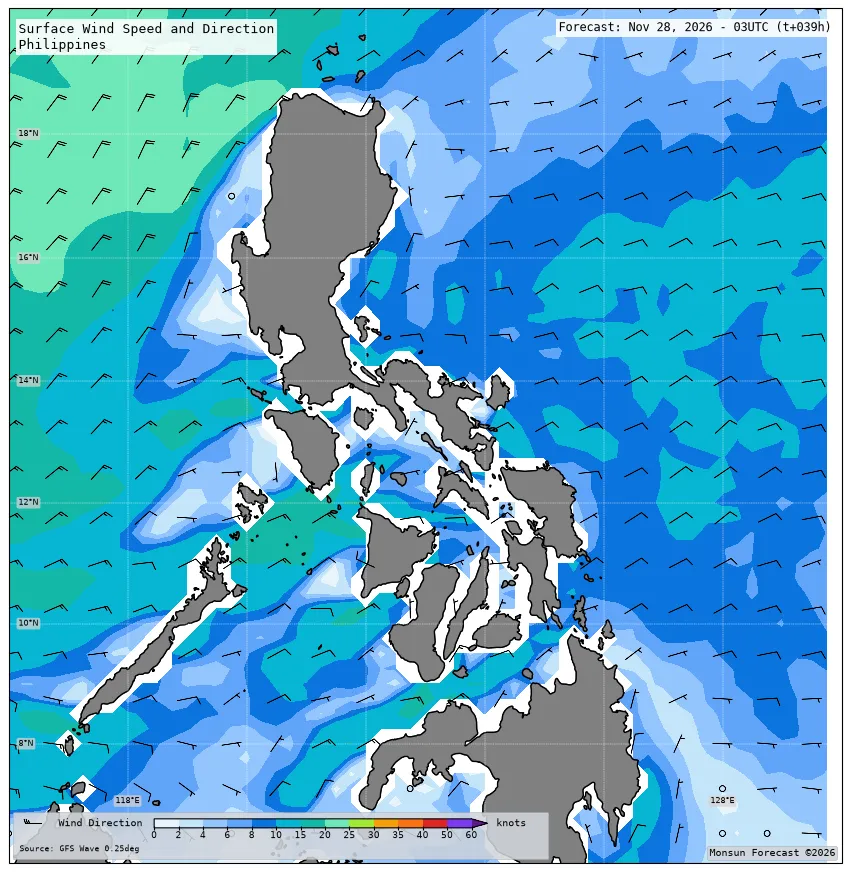 Surface Wind Speed and Direction
Philippines
Forecast: Nov 28, 2026 - 03UTC (t+039h)
18°N
16°N
14°N
12°N
10°N
8°N
118°E
128°E
Wind Direction
0 2 4 6 8 10 15 20 25 30 35 40 50 60
knots
Source: GFS Wave 0.25deg
Monsun Forecast ©2026